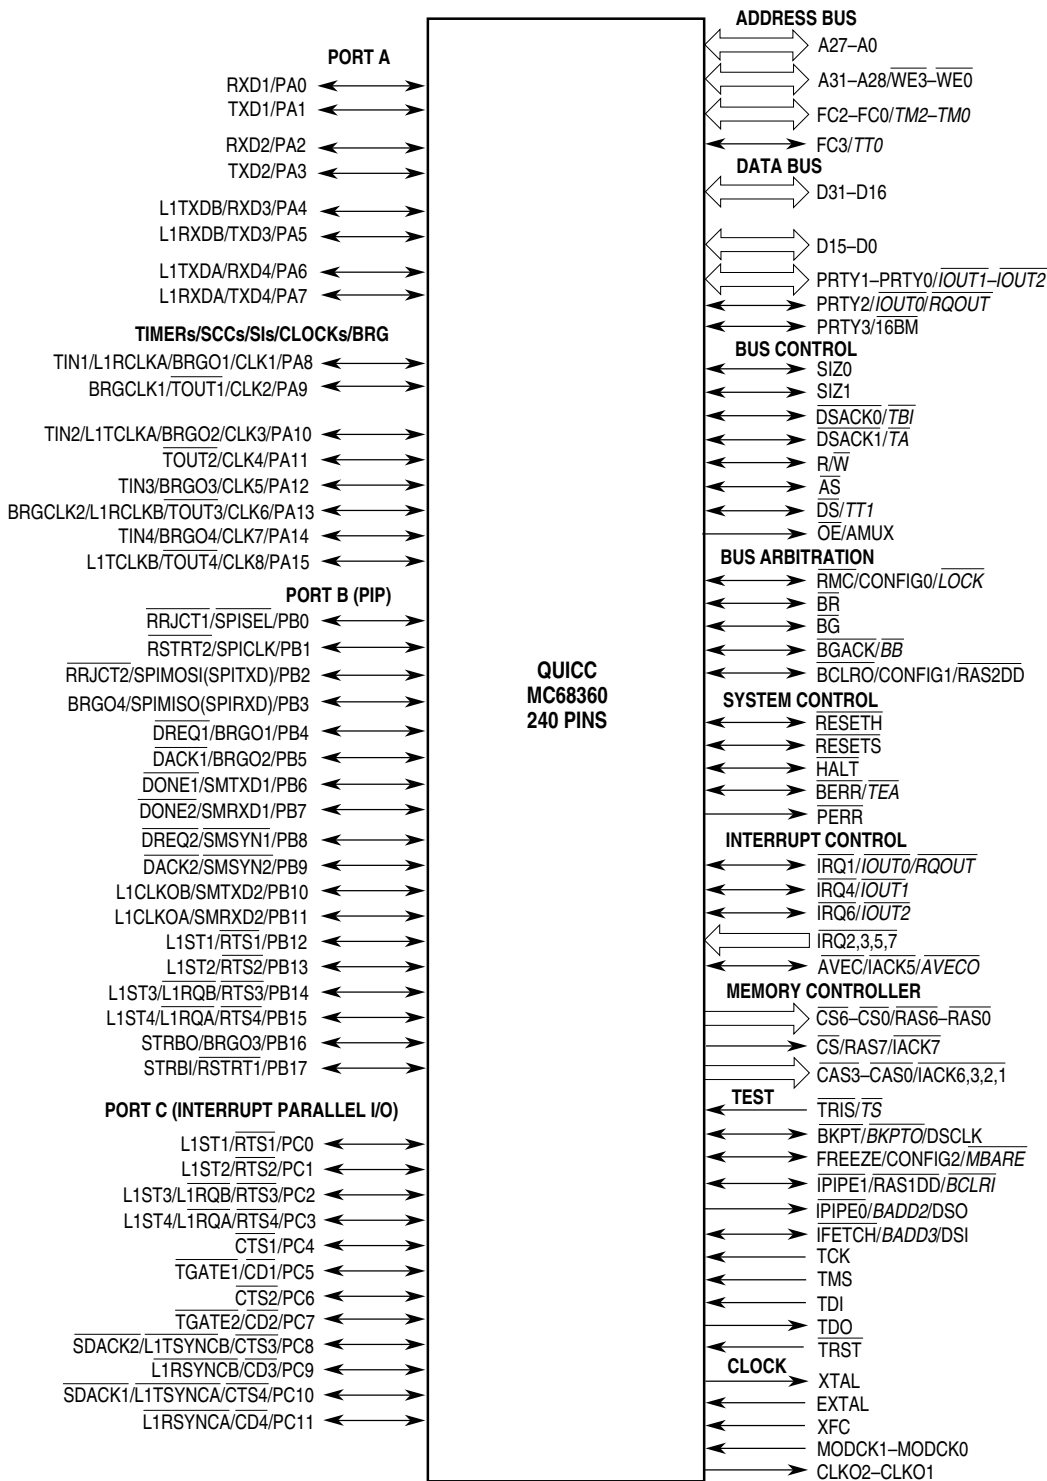 PORT A
RXD1/PA0
TXD1/PA1
RXD2/PA2
TXD2/PA3
L1TXDB/RXD3/PA4
L1RXDB/TXD3/PA5
L1TXDA/RXD4/PA6
L1RXDA/TXD4/PA7
TIMERs/SCCs/SIs/CLOCKs/BRG
TIN1/L1RCLKA/BRGO1/CLK1/PA8
BRGCLK1/TOUT1/CLK2/PA9
TIN2/L1TCLKA/BRGO2/CLK3/PA10
TOUT2/CLK4/PA11
TIN3/BRGO3/CLK5/PA12
BRGCLK2/L1RCLKB/TOUT3/CLK6/PA13
TIN4/BRGO4/CLK7/PA14
L1TCLKB/TOUT4/CLK8/PA15
PORT B (PIP)
RRJCT1/SPISEL/PB0
RSTRT2/SPICLK/PB1
RRJCT2/SPIMOSI(SPITXD)/PB2
BRGO4/SPIMISO(SPIRXD)/PB3
DREQ1/BRGO1/PB4
DACK1/BRGO2/PB5
DONE1/SMTXD1/PB6
DONE2/SMRXD1/PB7
DREQ2/SMSYN1/PB8
DACK2/SMSYN2/PB9
L1CLKOB/SMTXD2/PB10
L1CLKOA/SMRXD2/PB11
L1ST1/RTS1/PB12
L1ST2/RTS2/PB13
L1ST3/L1RQB/RTS3/PB14
L1ST4/L1RQA/RTS4/PB15
STRBO/BRGO3/PB16
STRBI/RSTRT1/PB17
PORT C (INTERRUPT PARALLEL I/O)
L1ST1/RTS1/PC0
L1ST2/RTS2/PC1
L1ST3/L1RQB/RTS3/PC2
L1ST4/L1RQA/RTS4/PC3
CTS1/PC4
TGATE1/CD1/PC5
CTS2/PC6
TGATE2/CD2/PC7
SDACK2/L1TSYNCB/CTS3/PC8
L1RSYNCB/CD3/PC9
SDACK1/L1TSYNCA/CTS4/PC10
L1RSYNCA/CD4/PC11
QUICC
MC68360
240 PINS
ADDRESS BUS
A27–A0
A31–A28/WE3–WE0
FC2–FC0/TM2–TM0
FC3/TT0
DATA BUS
D31–D16
D15–D0
PRTY1–PRTY0/IOUT1–IOUT2
PRTY2/IOUT0/RQOUT
PRTY3/16BM
BUS CONTROL
SIZ0
SIZ1
DSACK0/TBI
DSACK1/TA
R/W
AS
DS/TT1
OE/AMUX
BUS ARBITRATION
RMC/CONFIG0/LOCK
BR
BG
BGACK/BB
BCLRO/CONFIG1/RAS2DD
SYSTEM CONTROL
RESETH
RESETS
HALT
BERR/TEA
PERR
INTERRUPT CONTROL
IRQ1/IOUT0/RQOUT
IRQ4/IOUT1
IRQ6/IOUT2
IRQ2,3,5,7
AVEC/IACK5/AVECO
MEMORY CONTROLLER
CS6–CS0/RAS6–RAS0
CS/RAS7/IACK7
CAS3–CAS0/IACK6,3,2,1
TEST
TRIS/TS
BKPT/BKPTO/DSCLK
FREEZE/CONFIG2/MBARE
IPIPE1/RAS1DD/BCLRI
IPIPE0/BADD2/DSO
IFETCH/BADD3/DSI
TCK
TMS
TDI
TDO
TRST
CLOCK
XTAL
EXTAL
XFC
MODCK1–MODCK0
CLKO2–CLKO1